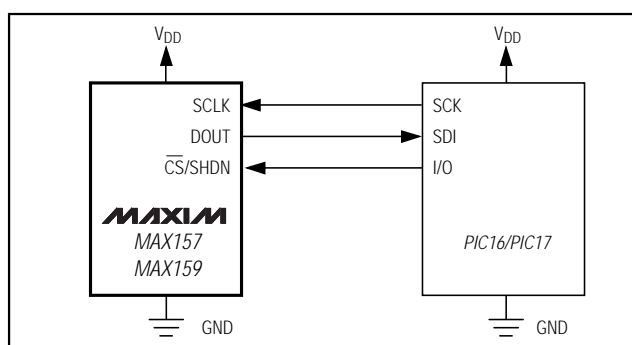 VDD VDD
SCLK SCK
DOUT SDI
CS/SHDN I/O
MAXIM
MAX157
MAX159
PIC16/PIC17
GND GND